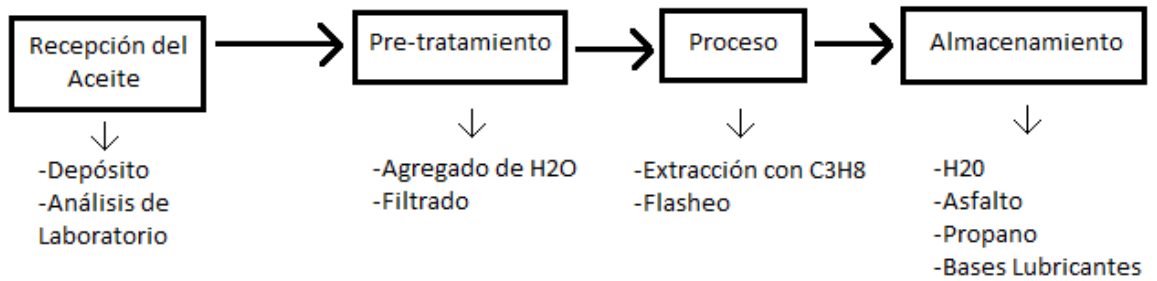 Recepción del
Aceite
Pre-tratamiento
Proceso
Almacenamiento
-Depósito
-Análisis de
Laboratorio
-Agregado de H2O
-Filtrado
-Extracción con C3H8
-Flasheo
-H20
-Asfalto
-Propano
-Bases Lubricantes